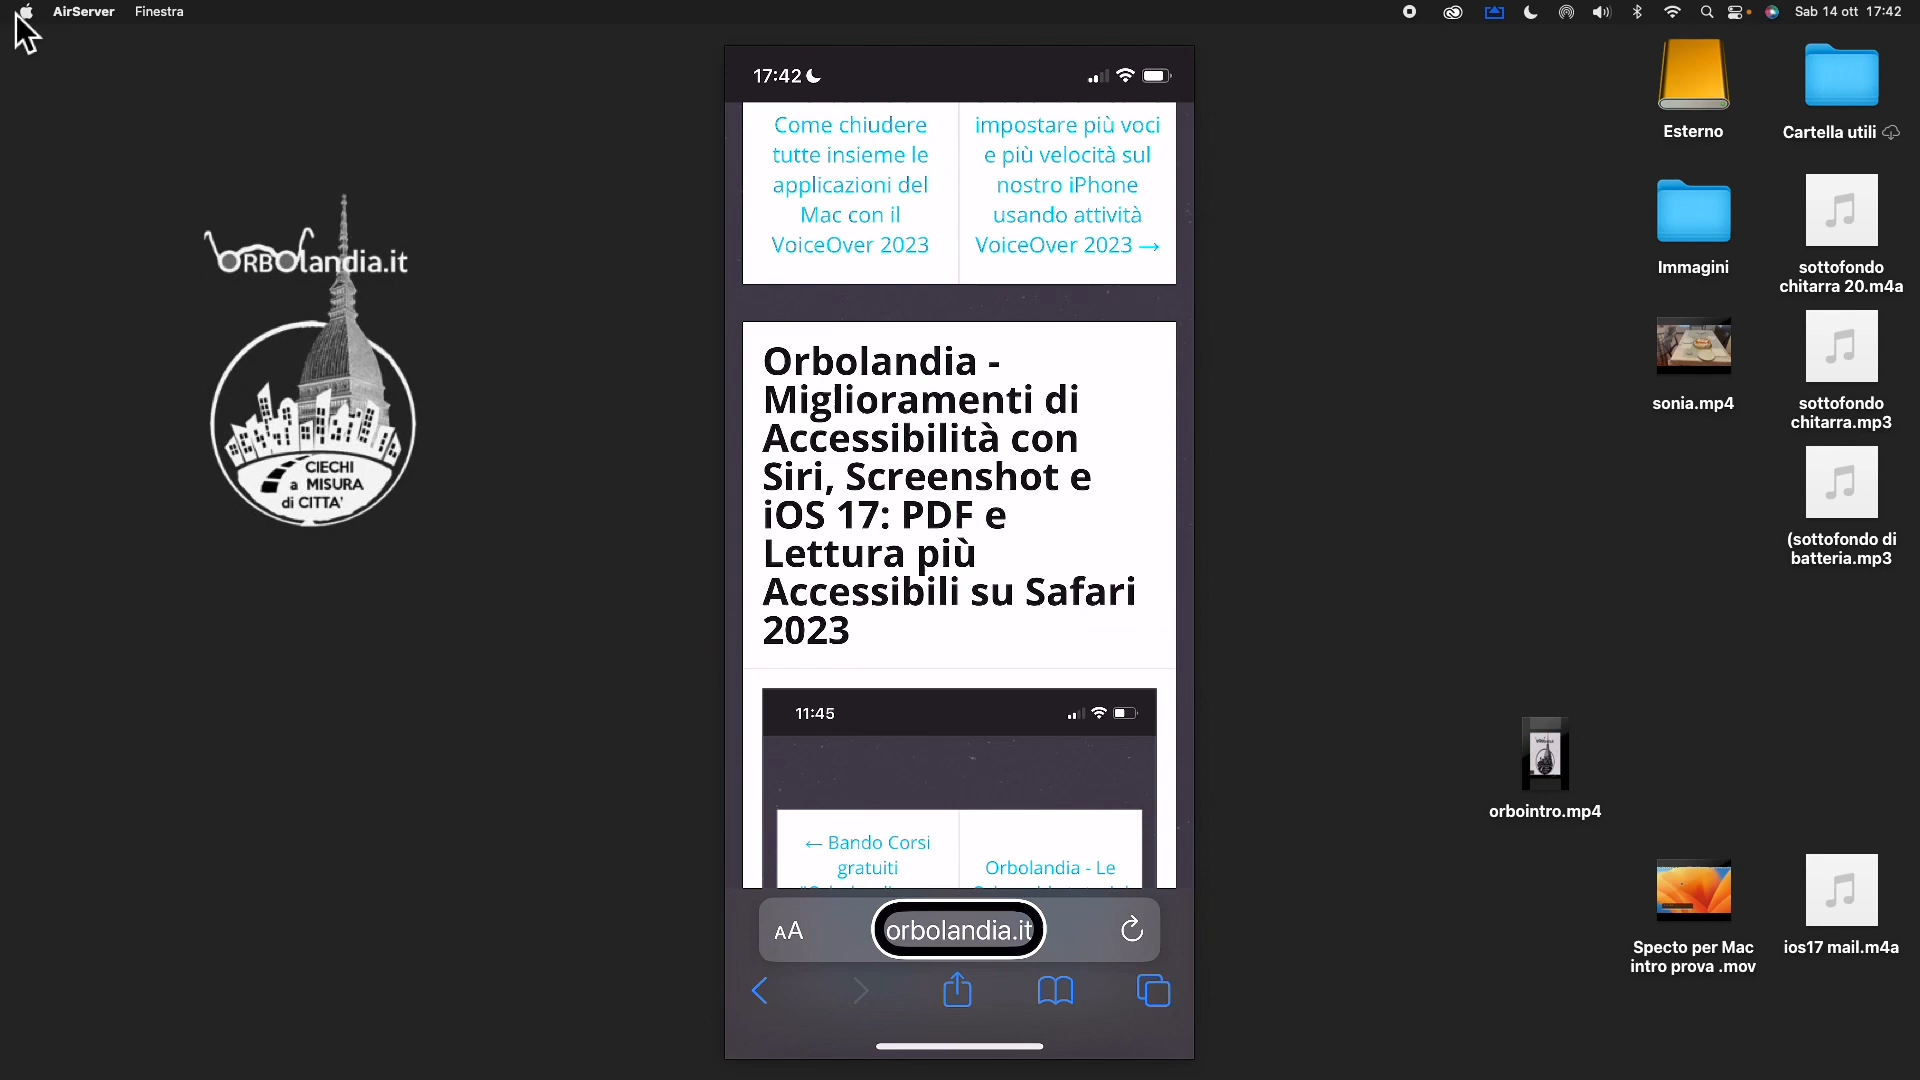 AirServer Finestra
Sab 14 ott 17:42
ORBOlandia.it
CIECHI
a MISURA
di CITTA'
17:42
Come chiudere
tutte insieme le
applicazioni del
Mac con il
VoiceOver 2023
impostare più voci
e più velocità sul
nostro iPhone
usando attività
VoiceOver 2023 →
Orbolandia -
Miglioramenti di
Accessibilità con
Siri, Screenshot e
iOS 17: PDF e
Lettura più
Accessibili su Safari
2023
11:45
← Bando Corsi
gratuiti
Orbolandia - Le
AA orbolandia.it
Esterno
Cartella utili
Immagini
sottofondo
chitarra 20.m4a
sonia.mp4
sottofondo
chitarra.mp3
(sottofondo di
batteria.mp3
orbointro.mp4
Specto per Mac
intro prova .mov
ios17 mail.m4a